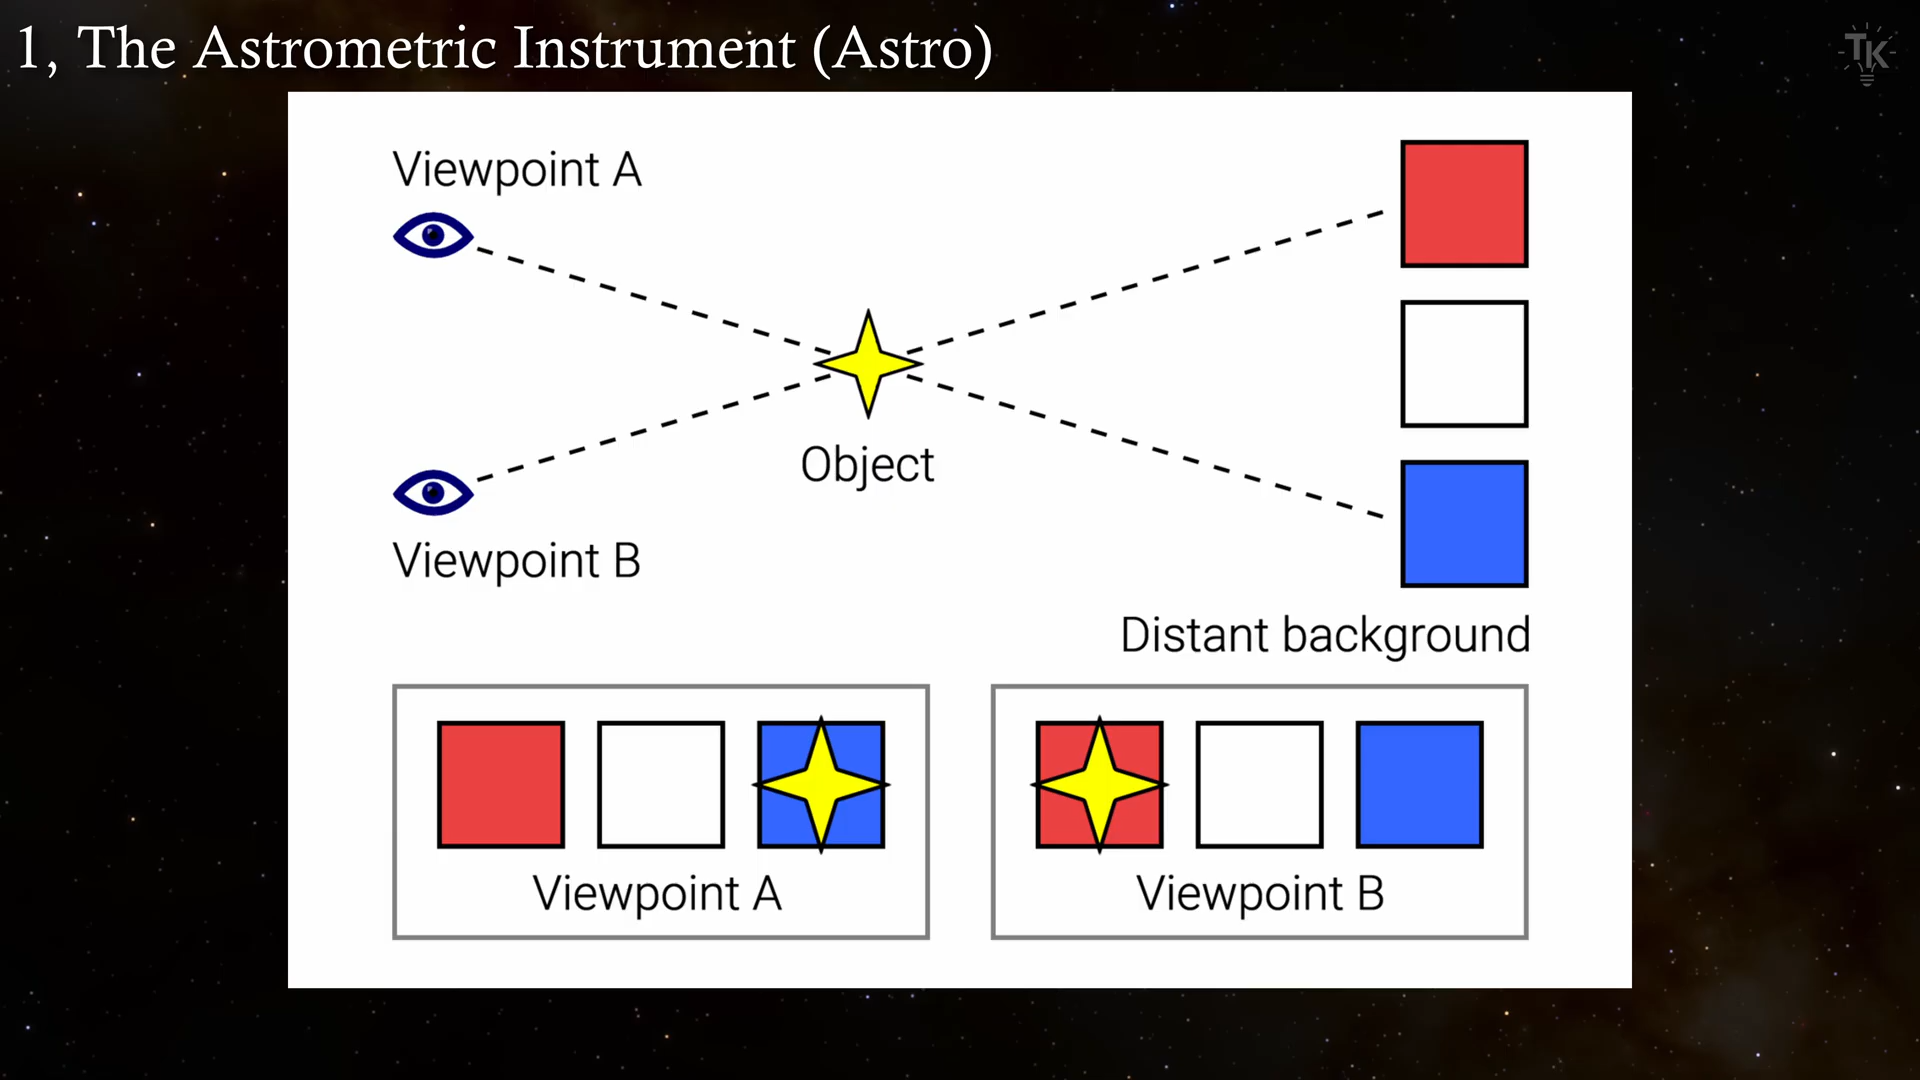 1, The Astrometric Instrument (Astro)
TK
Viewpoint A
Object
Viewpoint B
Distant background
Viewpoint A
Viewpoint B